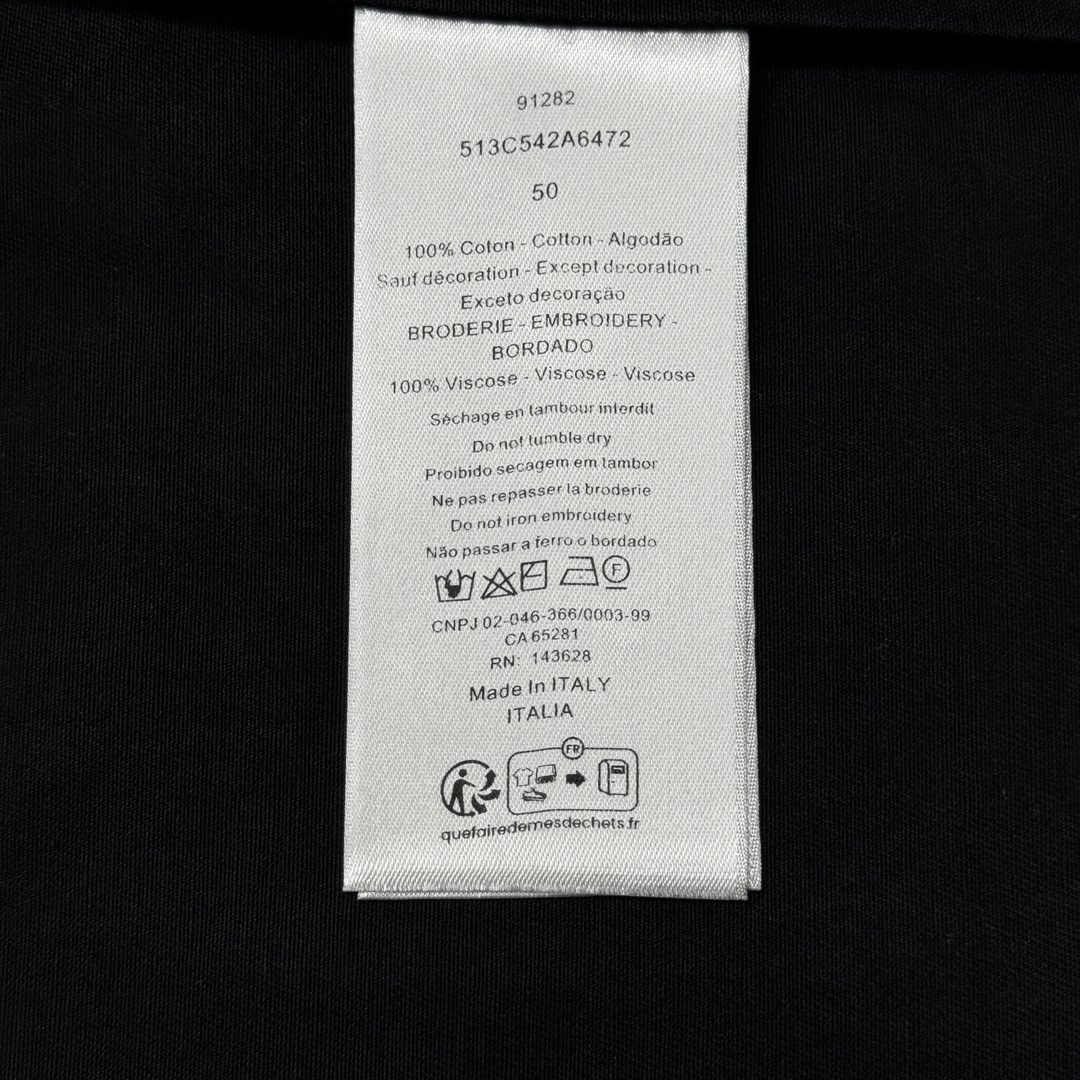 91282
513C542A6472
50
100% Coton - Cotton - Algodão
Sauf décoration - Except decoration -
Exceto decoração
BRODERIE - EMBROIDERY -
BORDADO
100% Viscose - Viscose - Viscose
Séchage en tambour interdit
Do not tumble dry
Proibido secagem em tambor
Ne pas repasser la broderie
Do not iron embroidery
Não passar a ferro o bordado
F
CNPJ 02-046-366/0003-99
CA 65281
RN: 143628
Made In ITALY
ITALIA
FR
quefairedemesdechets.fr